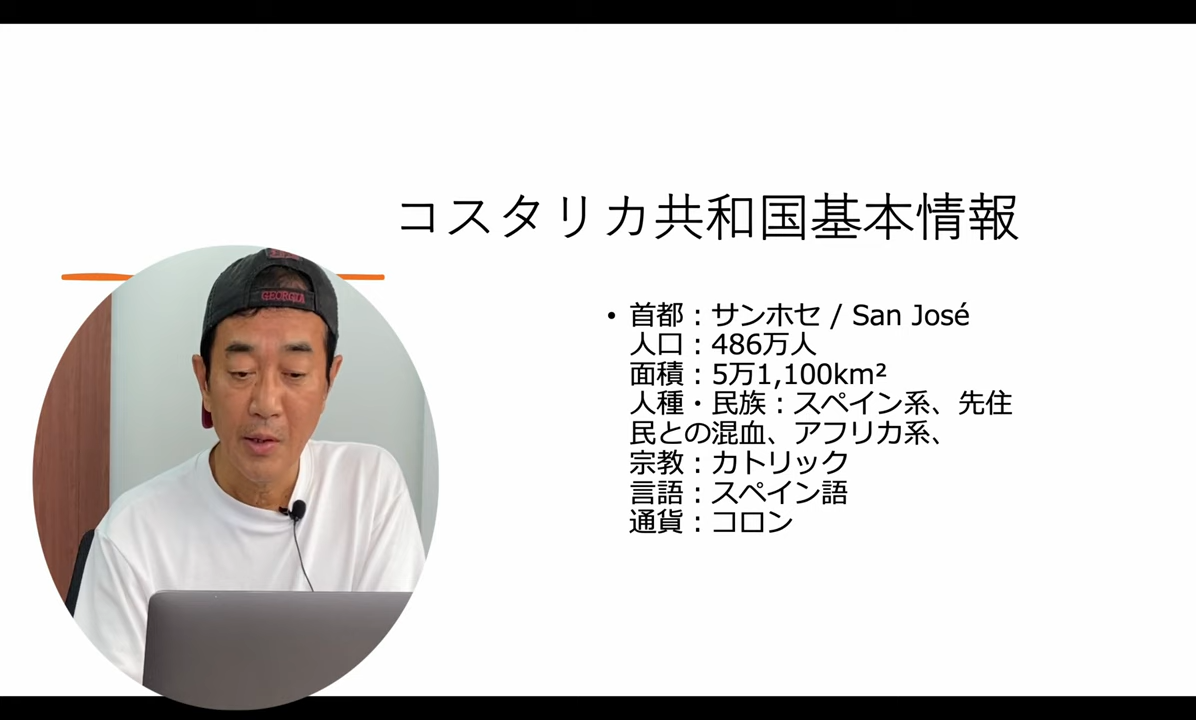 コスタリカ共和国基本情報
• 首都：サンホセ / San José
人口：486万人
面積：5万1,100km²
人種・民族：スペイン系、先住
民との混血、アフリカ系、
宗教：カトリック
言語：スペイン語
通貨：コロン
GEORGIA